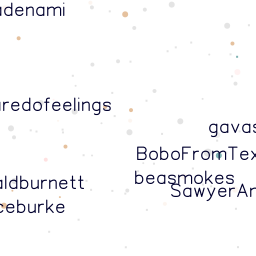 adenami
aredofeelings
gavas
BoboFromTex
beasmokes
aldburnett
SawyerAr
ceburke